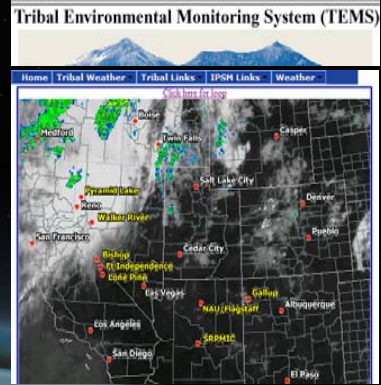 Tribal Environmental Monitoring System (TEMS)
Home Tribal Weather Tribal Links IPSM Links Weather
Click here for loop
Boise
Medford
Twin Falls
Casper
Salt Lake City
Pyramid Lake
Reno
Denver
Walker River
San Francisco
Pueblo
Cedar City
Bishop
Ft Independence
Lone Pine
Las Vegas
Gallup
NAU/Flagstaff
Albuquerque
Los Angeles
SRPMIC
San Diego
El Paso